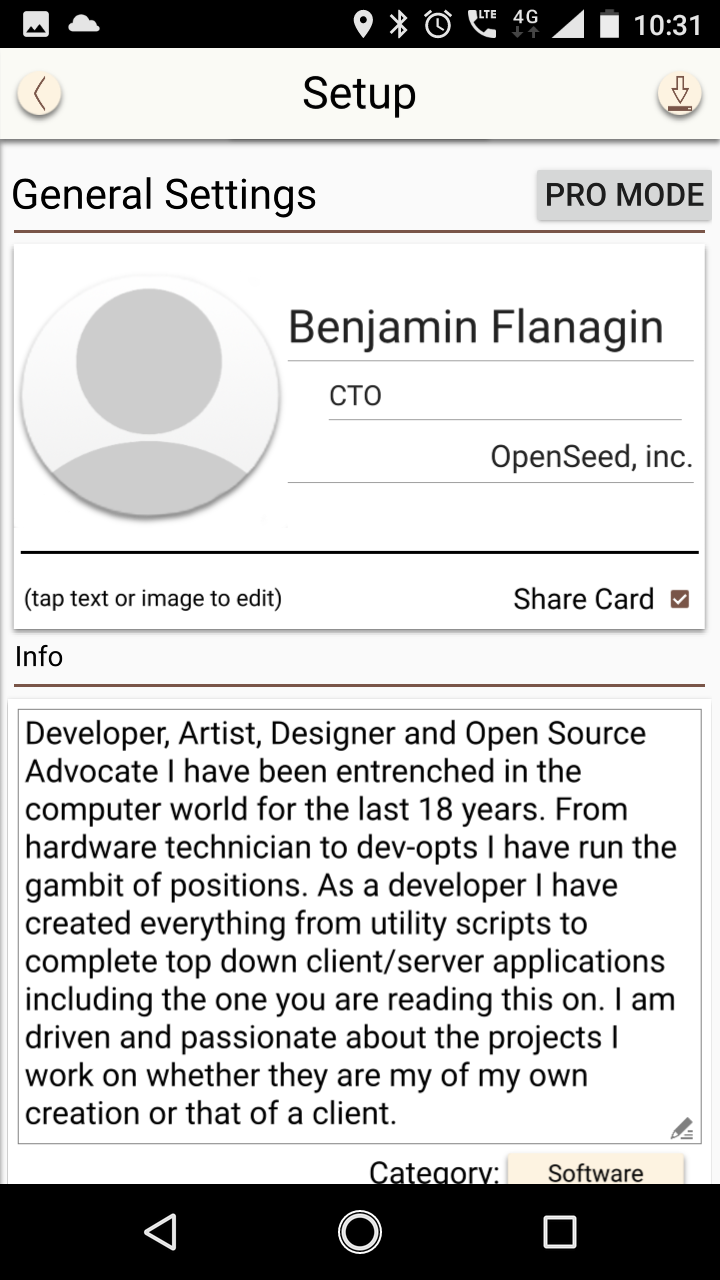 LTE 4G 10:31
Setup
General Settings PRO MODE
Benjamin Flanagin
CTO
OpenSeed, inc.
(tap text or image to edit) Share Card
Info
Developer, Artist, Designer and Open Source
Advocate I have been entrenched in the
computer world for the last 18 years. From
hardware technician to dev-opts I have run the
gambit of positions. As a developer I have
created everything from utility scripts to
complete top down client/server applications
including the one you are reading this on. I am
driven and passionate about the projects I
work on whether they are my of my own
creation or that of a client.
Category: Software